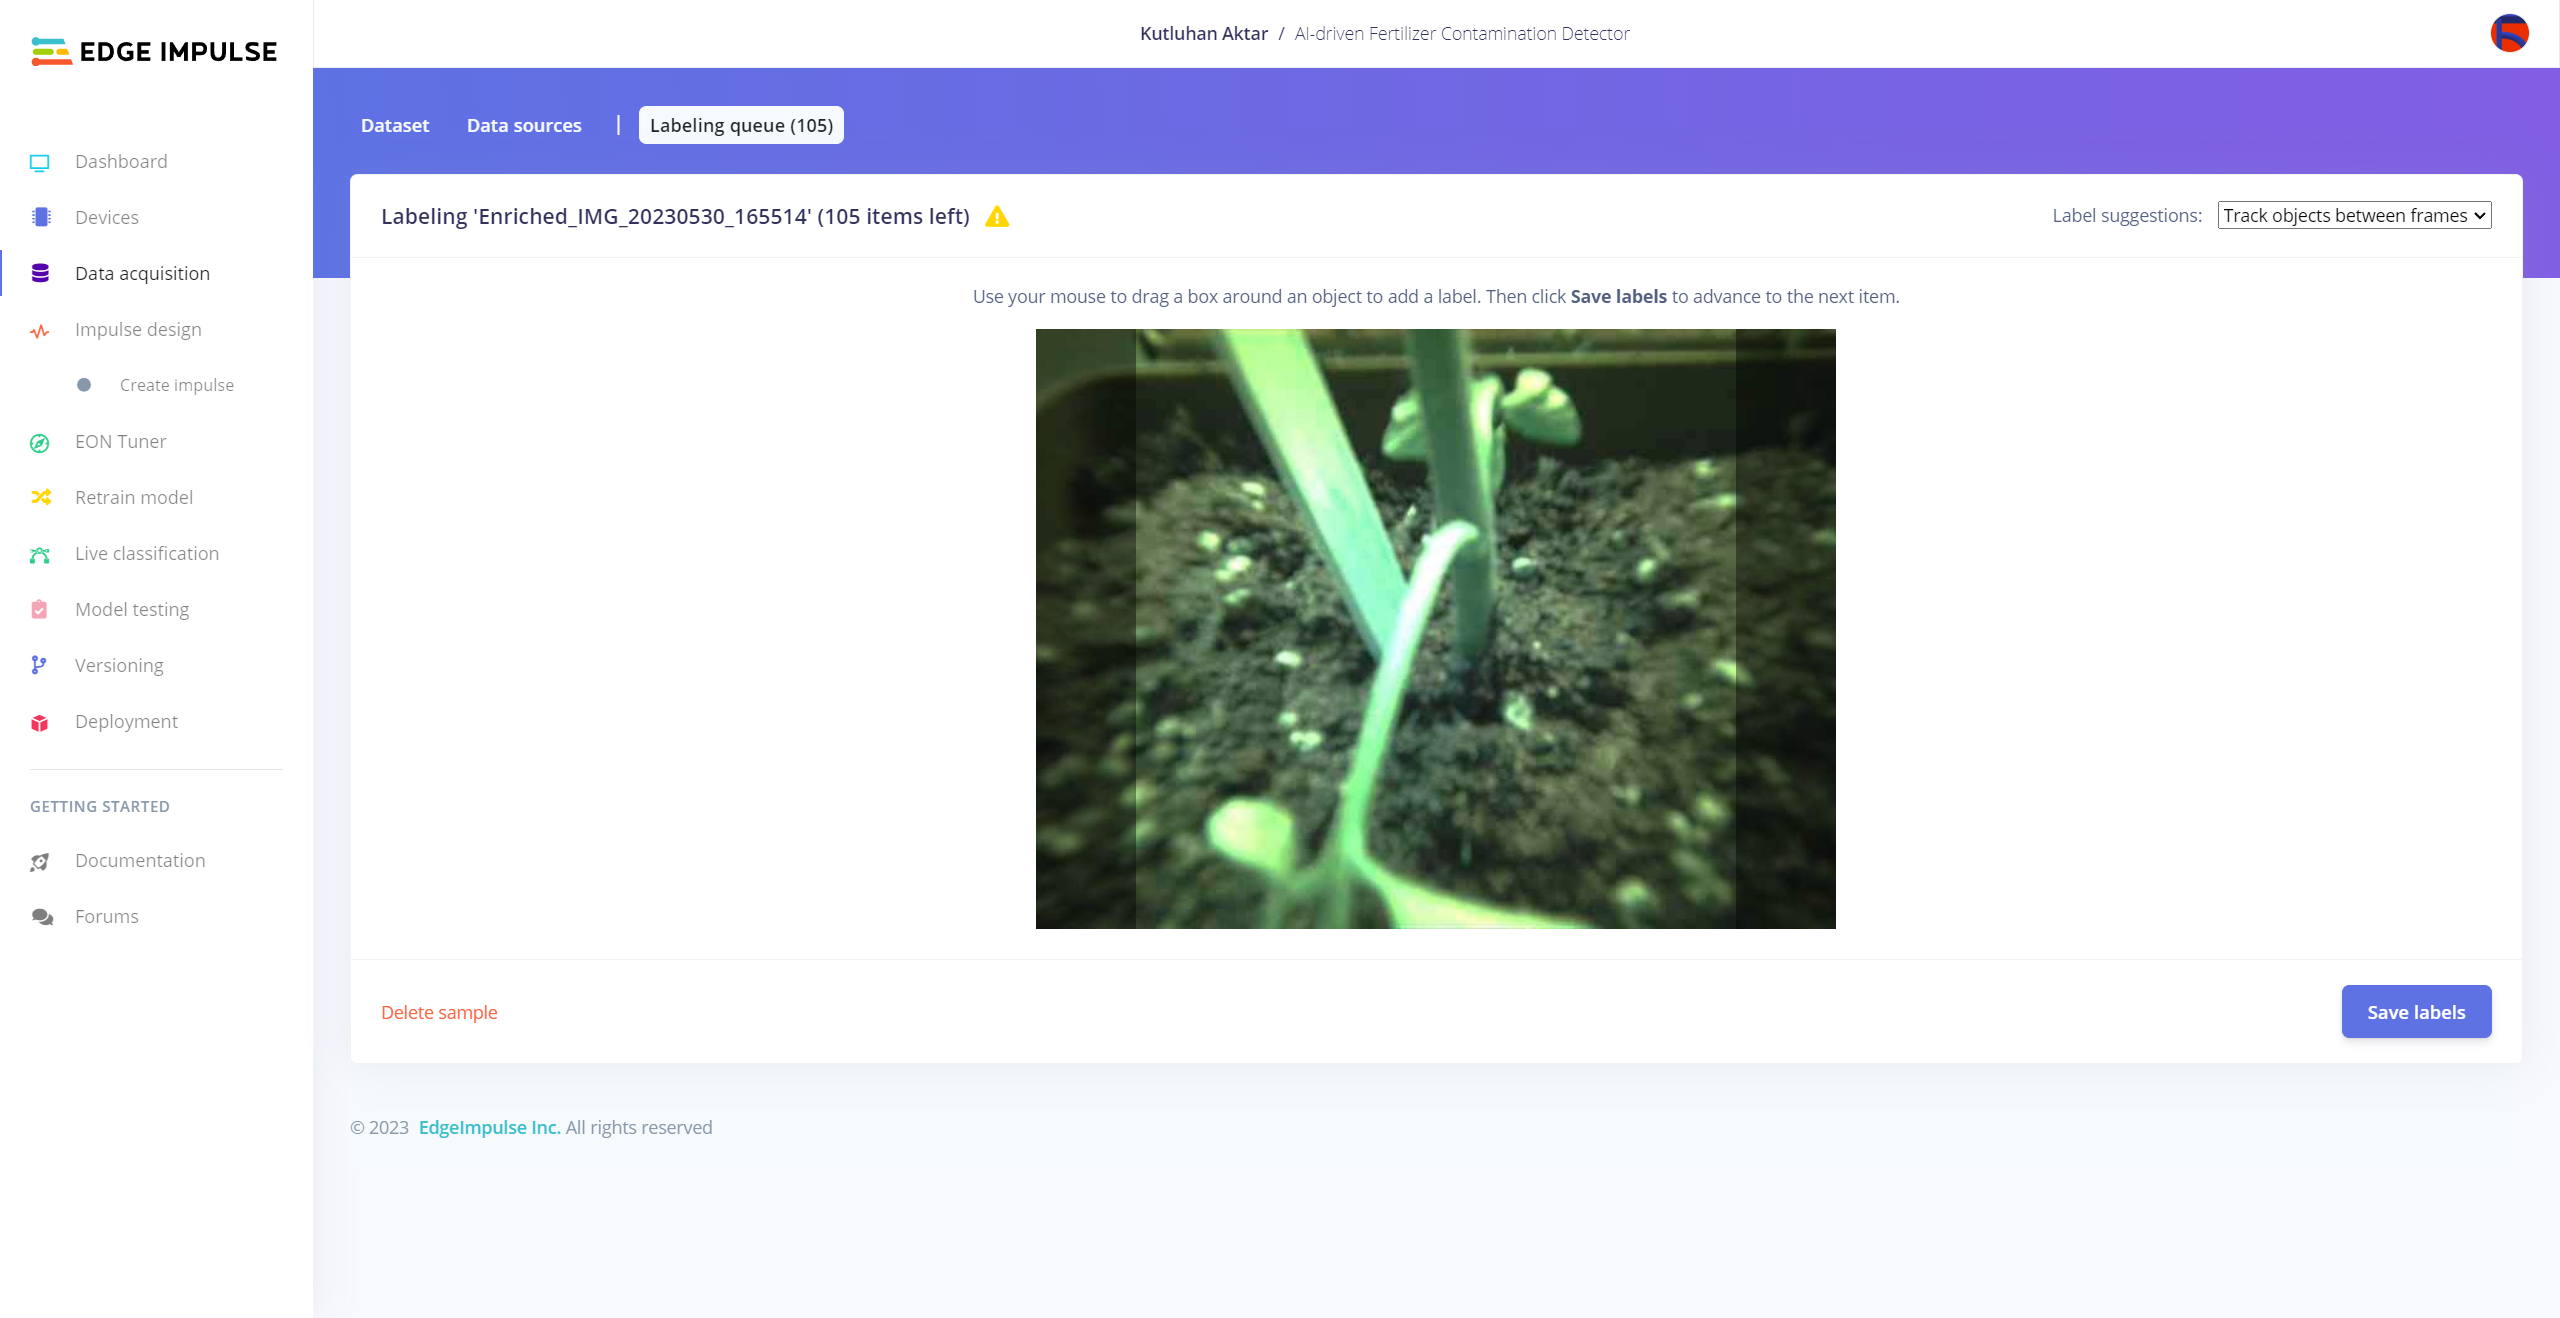 EDGE IMPULSE
Kutluhan Aktar / AI-driven Fertilizer Contamination Detector
Dashboard
Devices
Data acquisition
Impulse design
Create impulse
EON Tuner
Retrain model
Live classification
Model testing
Versioning
Deployment
GETTING STARTED
Documentation
Forums
Dataset Data sources | Labeling queue (105)
Labeling 'Enriched_IMG_20230530_165514' (105 items left)
Label suggestions: Track objects between frames
Use your mouse to drag a box around an object to add a label. Then click Save labels to advance to the next item.
Delete sample
Save labels
© 2023 EdgeImpulse Inc. All rights reserved